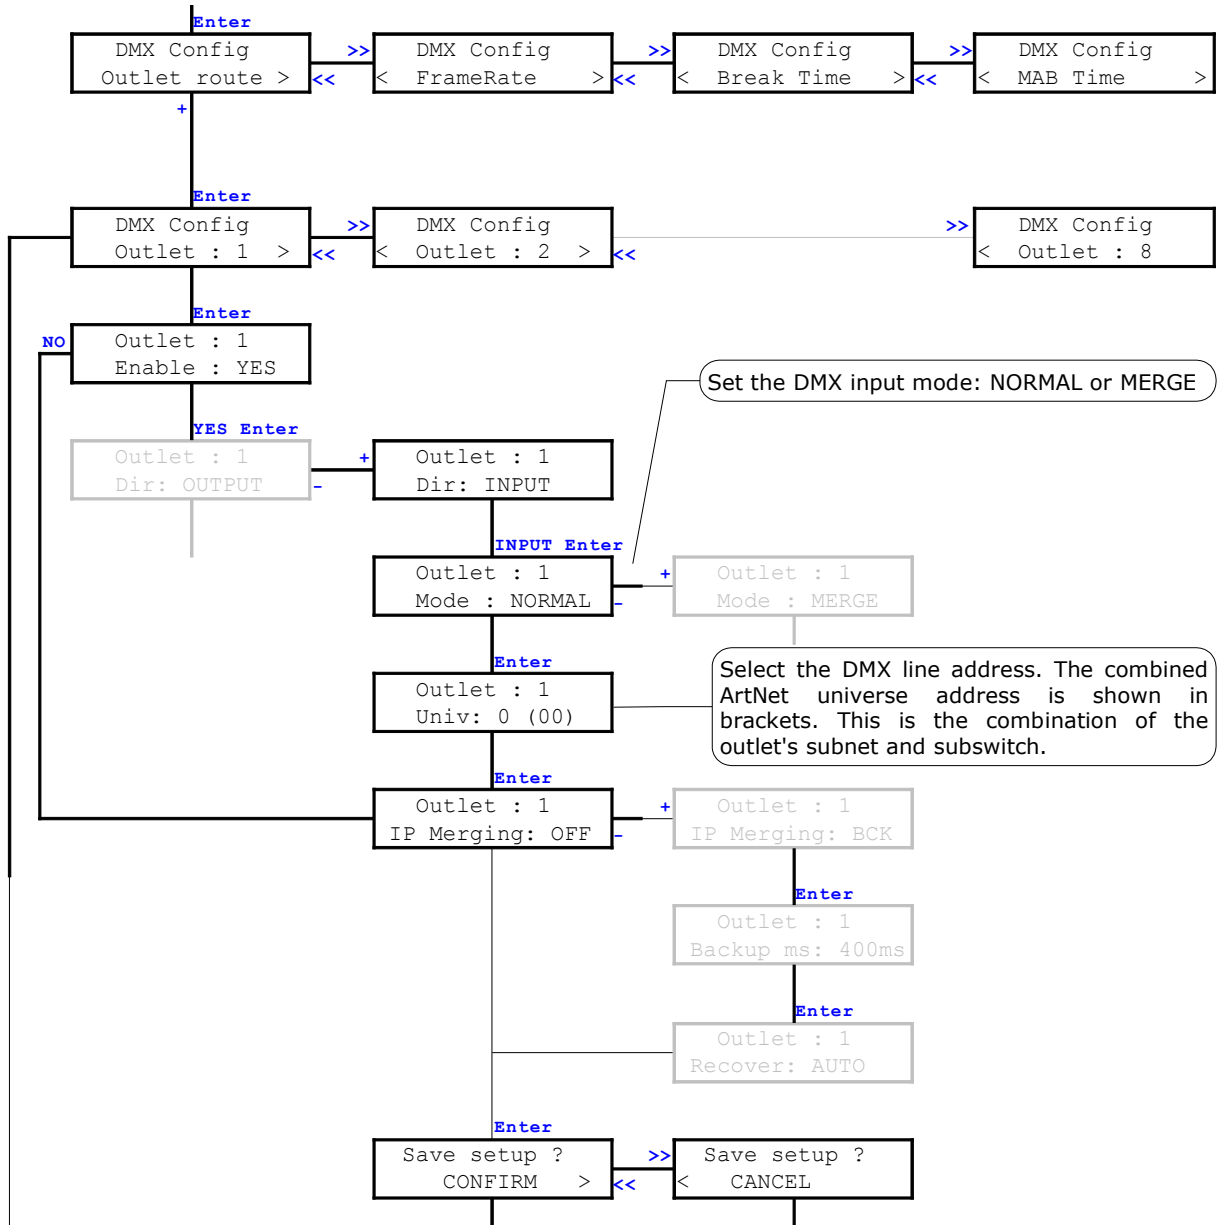 Enter
DMX Config >> DMX Config >> DMX Config >> DMX Config
Outlet route > << < FrameRate > << < Break Time > << < MAB Time >
+
Enter
DMX Config >> DMX Config >> DMX Config
Outlet : 1 > << < Outlet : 2 > << < Outlet : 8
Enter
NO Outlet : 1
Enable : YES
Set the DMX input mode: NORMAL or MERGE
YES Enter
Outlet : 1 + Outlet : 1
Dir: OUTPUT - Dir: INPUT
INPUT Enter
Outlet : 1 + Outlet : 1
Mode : NORMAL - Mode : MERGE
Enter
Outlet : 1
Univ: 0 (00)
Select the DMX line address. The combined
ArtNet universe address is shown in
brackets. This is the combination of the
outlet's subnet and subswitch.
Enter
Outlet : 1 + Outlet : 1
IP Merging: OFF - IP Merging: BCK
Enter
Outlet : 1
Backup ms: 400ms
Enter
Outlet : 1
Recover: AUTO
Enter
Save setup ? >> Save setup ?
CONFIRM > << < CANCEL